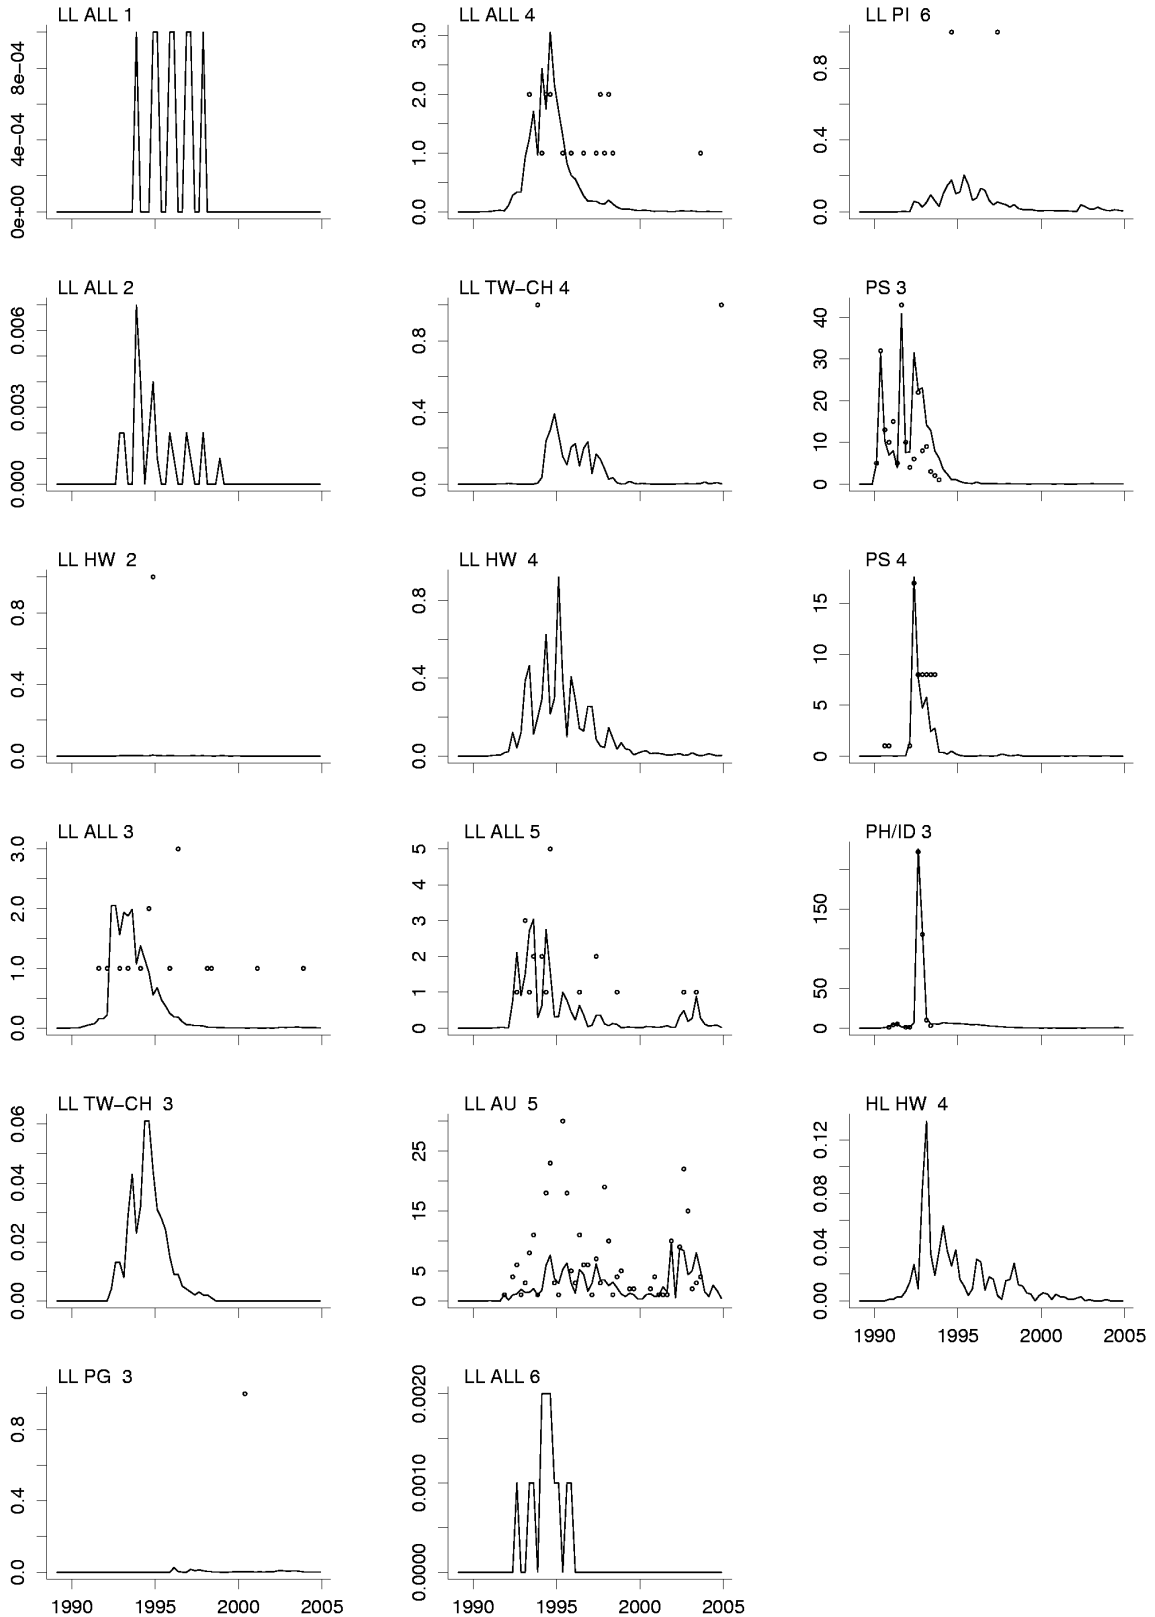 LL ALL 1
8e−04
4e−04
0e+00
LL ALL 2
0.006
0.003
0.000
LL HW 2
0.8
0.4
0.0
LL ALL 3
3.0
2.0
1.0
0.0
LL TW−CH 3
0.06
0.04
0.02
0.00
LL PG 3
0.8
0.4
0.0
1990 1995 2000 2005
LL ALL 4
3.0
2.0
1.0
0.0
LL TW−CH 4
0.8
0.4
0.0
LL HW 4
0.8
0.4
0.0
LL ALL 5
5
4
3
2
1
0
LL AU 5
25
15
5
0
LL ALL 6
0.0020
0.0010
0.0000
1990 1995 2000 2005
LL PI 6
0.8
0.4
0.0
PS 3
40
30
20
10
0
PS 4
15
10
5
0
PH/ID 3
150
50
0
HL HW 4
0.12
0.08
0.04
0.00
1990 1995 2000 2005